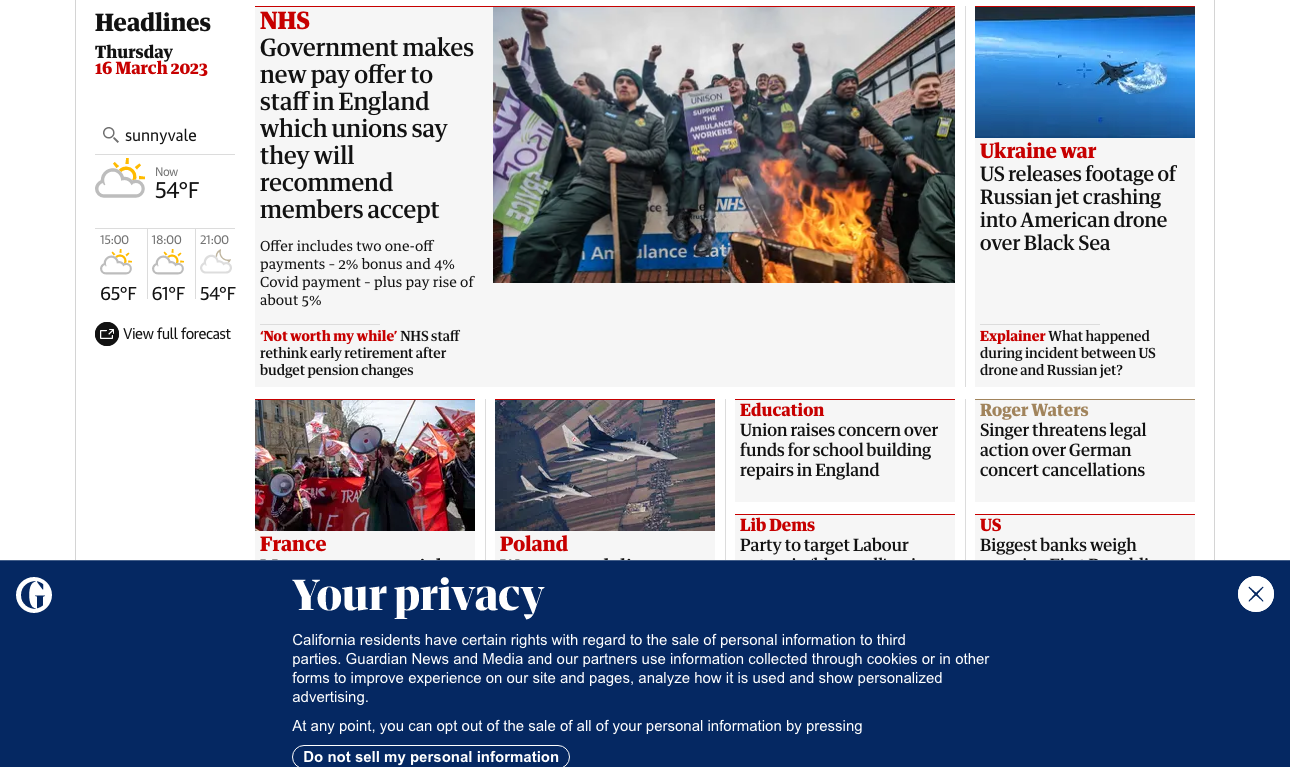 Headlines
Thursday
16 March 2023
sunnyvale
Now
54°F
15:00
18:00
21:00
65°F
61°F
54°F
View full forecast
NHS
Government makes
new pay offer to
staff in England
which unions say
they will
recommend
members accept
Offer includes two one-off
payments – 2% bonus and 4%
Covid payment – plus pay rise of
about 5%
‘Not worth my while’ NHS staff
rethink early retirement after
budget pension changes
UNISON
SUPPORT
THE
AMBULANCE
WORKERS
NHS
Ambulance Stat
Ukraine war
US releases footage of
Russian jet crashing
into American drone
over Black Sea
Explainer What happened
during incident between US
drone and Russian jet?
France
Poland
Education
Union raises concern over
funds for school building
repairs in England
Lib Dems
Party to target Labour
Roger Waters
Singer threatens legal
action over German
concert cancellations
US
Biggest banks weigh
Your privacy
California residents have certain rights with regard to the sale of personal information to third
parties. Guardian News and Media and our partners use information collected through cookies or in other
forms to improve experience on our site and pages, analyze how it is used and show personalized
advertising.
At any point, you can opt out of the sale of all of your personal information by pressing
Do not sell my personal information